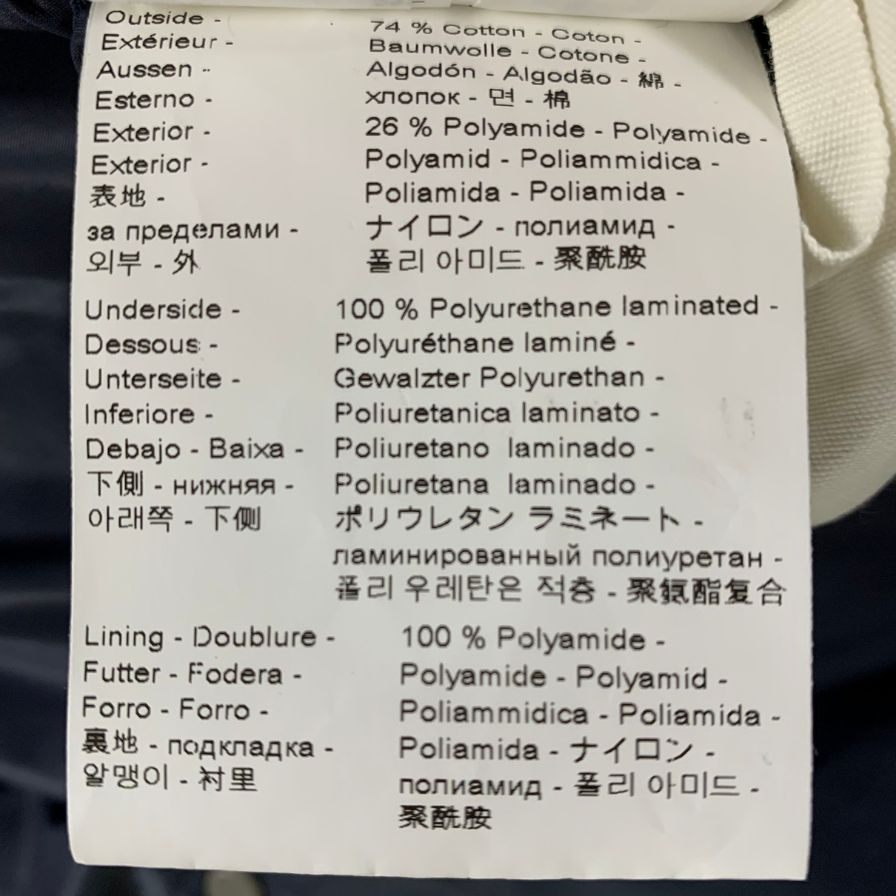 Outside - 74 % Cotton - Coton -
Extérieur - Baumwolle - Cotone -
Aussen - Algodón - Algodão - 綿 -
Esterno - хлопок - 면 - 棉
Exterior - 26 % Polyamide - Polyamide -
Exterior - Polyamid - Poliammidica -
表地 - Poliamida - Poliamida -
за пределами - ナイロン - полиамид -
외부 - 外 폴리 아미드 - 聚酰胺
Underside - 100 % Polyurethane laminated -
Dessous - Polyuréthane laminé -
Unterseite - Gewalzter Polyurethan -
Inferiore - Poliuretanica laminato -
Debajo - Baixa - Poliuretano laminado -
下側 - нижняя - Poliuretana laminado -
아래쪽 - 下侧 ポリウレタン ラミネート -
ламинированный полиуретан -
폴리 우레탄은 적층 - 聚氨酯复合
Lining - Doublure - 100 % Polyamide -
Futter - Fodera - Polyamide - Polyamid -
Forro - Forro - Poliammidica - Poliamida -
裏地 - подкладка - Poliamida - ナイロン -
알맹이 - 衬里 полиамид - 폴리 아미드 -
聚酰胺